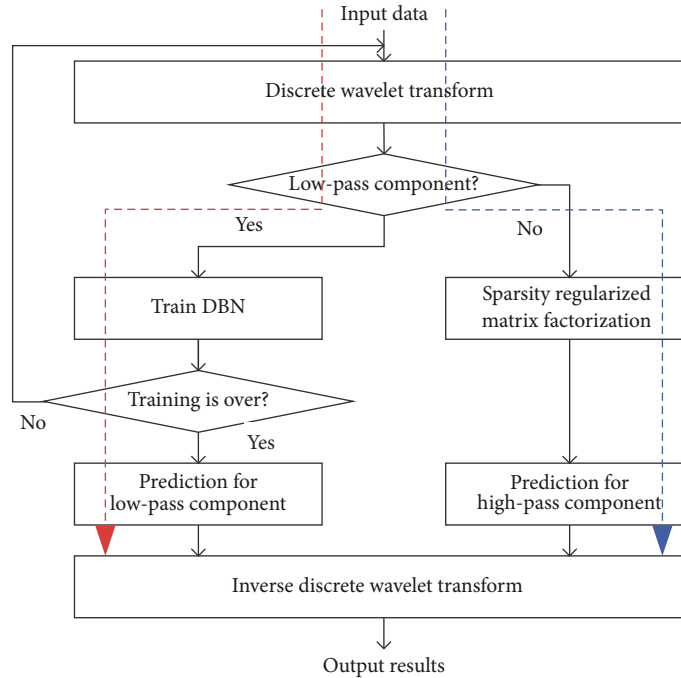 Input data
Discrete wavelet transform
Low-pass component?
Yes
No
Train DBN
Sparsity regularized
matrix factorization
Training is over?
No
Yes
Prediction for
low-pass component
Prediction for
high-pass component
Inverse discrete wavelet transform
Output results